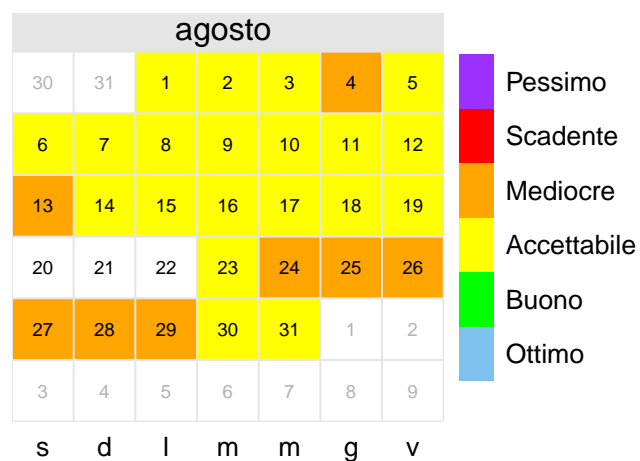 agosto
30 31 1 2 3 4 5
6 7 8 9 10 11 12
13 14 15 16 17 18 19
20 21 22 23 24 25 26
27 28 29 30 31 1 2
3 4 5 6 7 8 9
s d l m m g v
Pessimo
Scadente
Mediocre
Accettabile
Buono
Ottimo